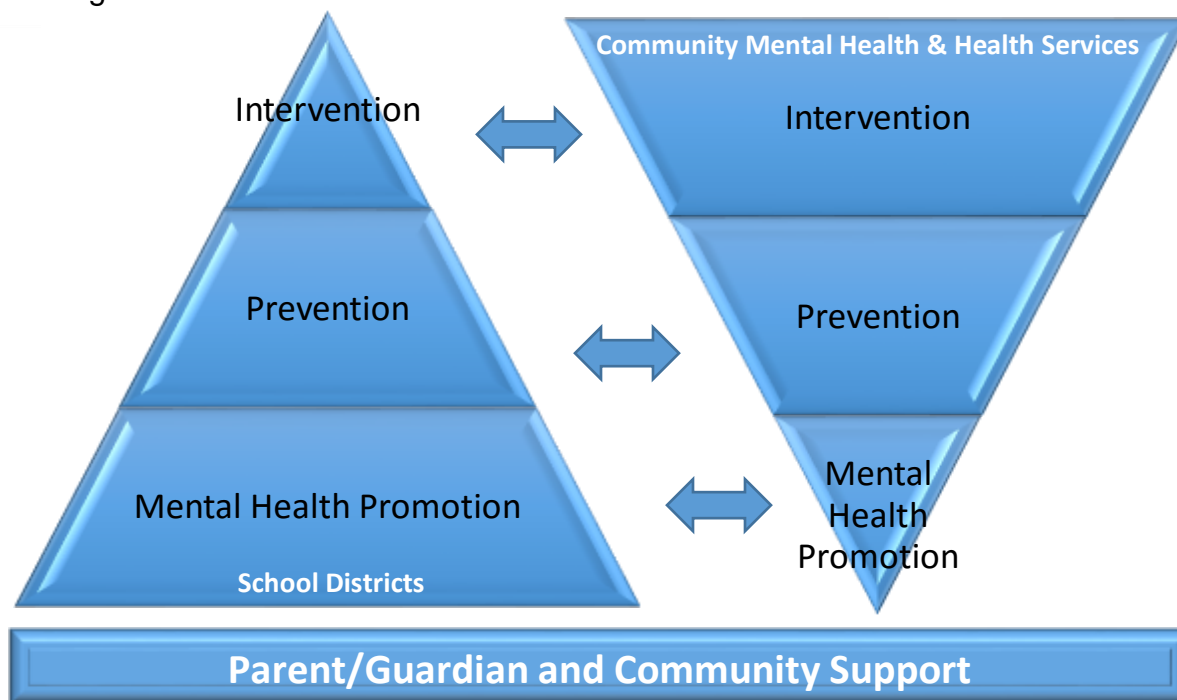 Community Mental Health & Health Services
Intervention
Intervention
Prevention
Prevention
Mental Health Promotion
Mental
Health
Promotion
School Districts
Parent/Guardian and Community Support